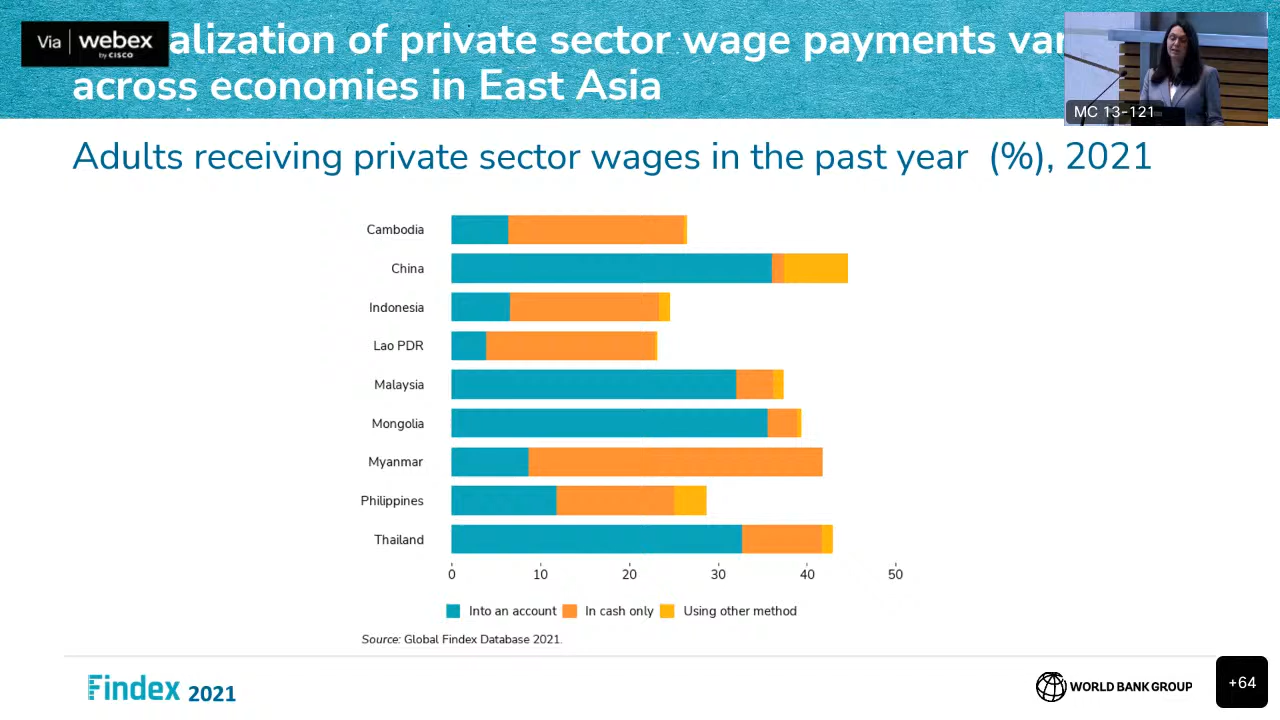 Via webex
by CISCO
alization of private sector wage payments
across economies in East Asia
MC 13-121
Adults receiving private sector wages in the past year (%), 2021
Cambodia
China
Indonesia
Lao PDR
Malaysia
Mongolia
Myanmar
Philippines
Thailand
0 10 20 30 40 50
Into an account In cash only Using other method
Source: Global Findex Database 2021.
Findex 2021
WORLD BANK GROUP
+64